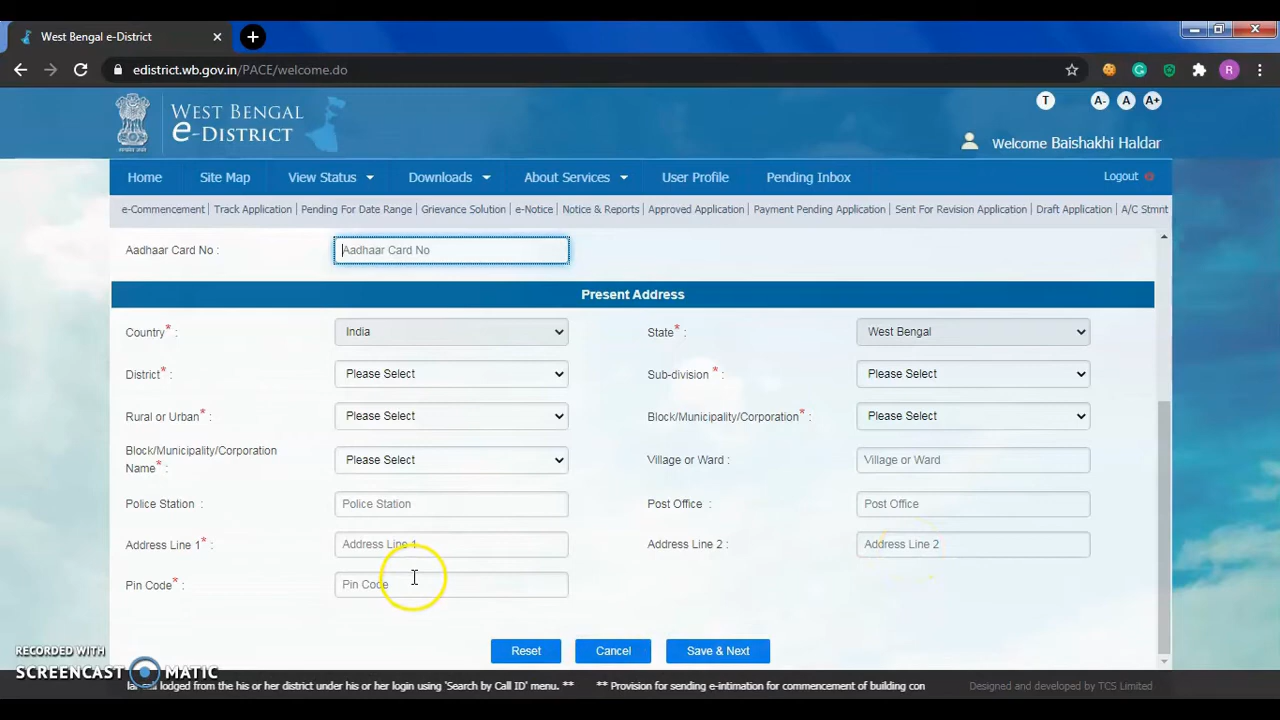 West Bengal e-District
edistrict.wb.gov.in/PACE/welcome.do
R
WEST BENGAL
e-DISTRICT
T A- A A+
Welcome Baishakhi Haldar
Home Site Map View Status Downloads About Services User Profile Pending Inbox Logout
e-Commencement| Track Application| Pending For Date Range| Grievance Solution| e-Notice| Notice & Reports| Approved Application| Payment Pending Application| Sent For Revision Application| Draft Application| A/C Stmnt
Aadhaar Card No : Aadhaar Card No
Present Address
Country* : India State* : West Bengal
District* : Please Select Sub-division * : Please Select
Rural or Urban* : Please Select Block/Municipality/Corporation* : Please Select
Block/Municipality/Corporation
Name* : Please Select Village or Ward : Village or Ward
Police Station : Police Station Post Office : Post Office
Address Line 1* : Address Line 1 Address Line 2 : Address Line 2
Pin Code* : Pin Code
Reset Cancel Save & Next
RECORDED WITH
SCREENCAST MATIC
lodged from the his or her district under his or her login using 'Search by Call ID' menu. ** ** Provision for sending e-intimation for commencement of building con Designed and developed by TCS Limited